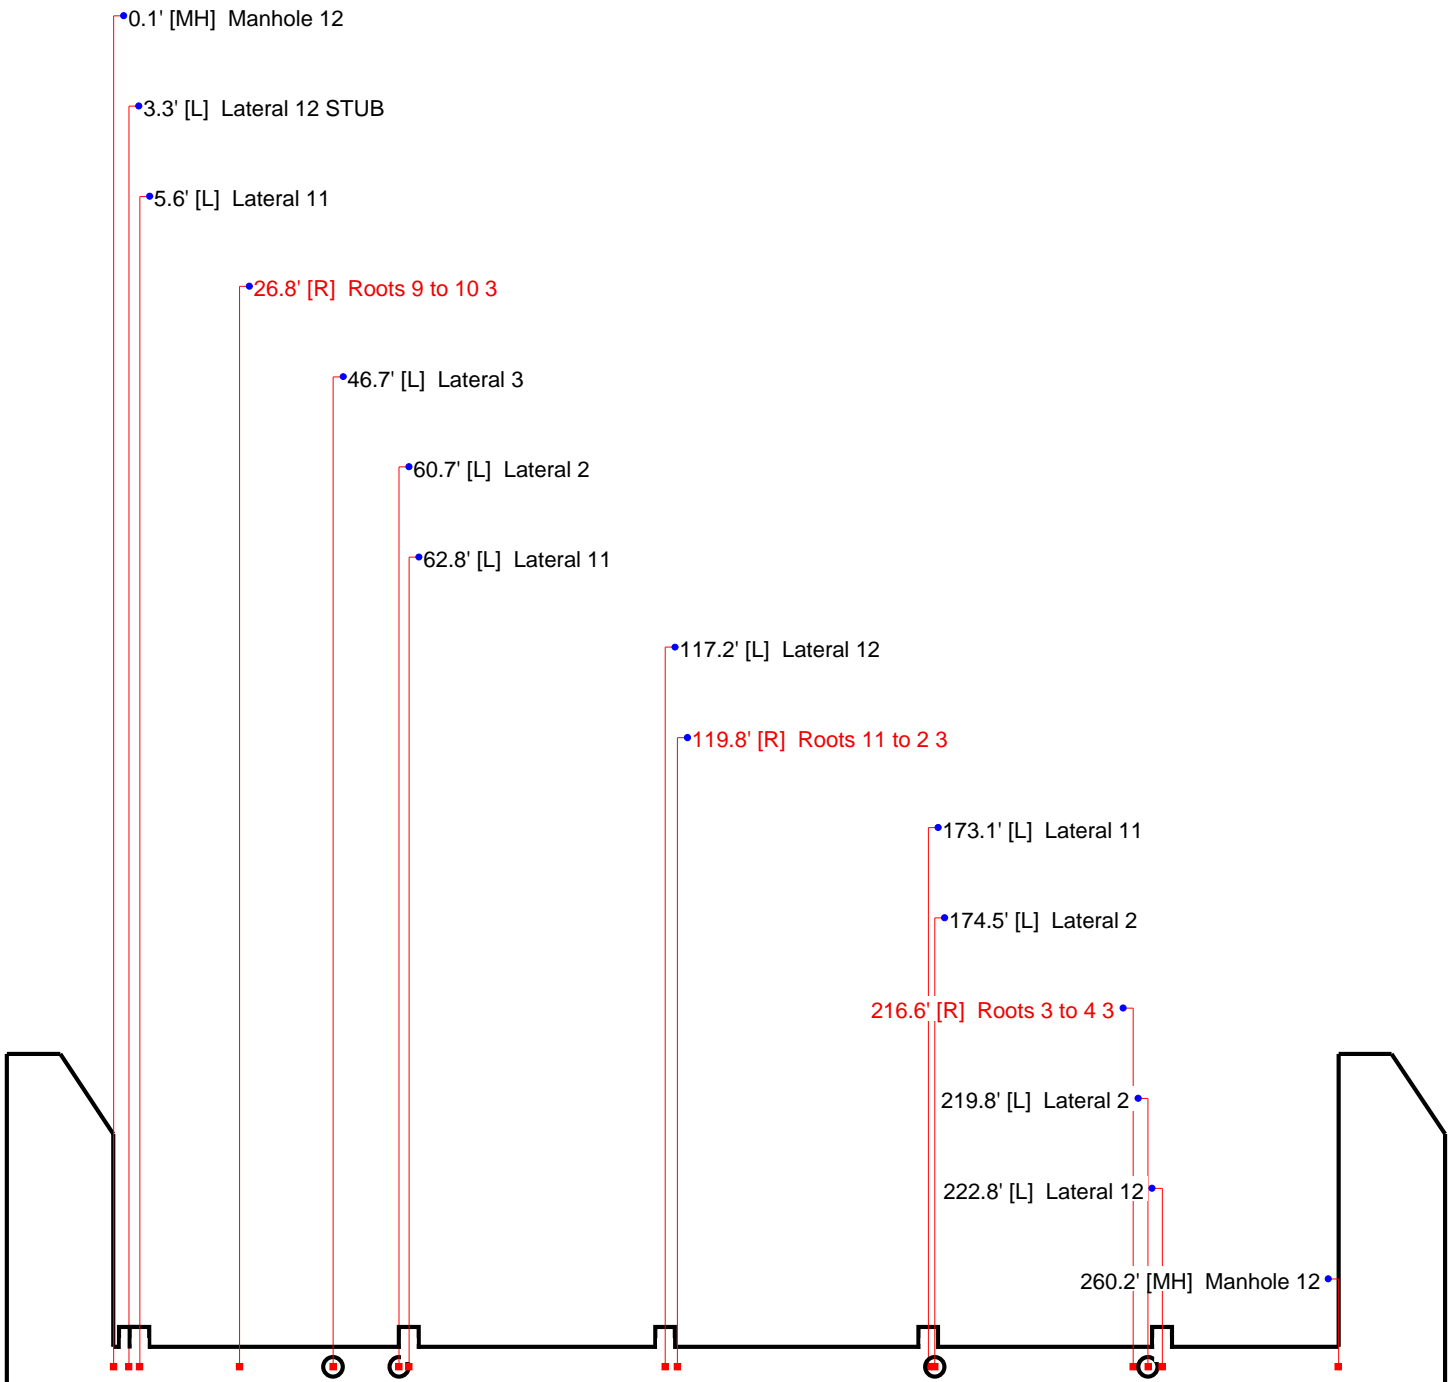 0.1' [MH]  Manhole 12
3.3' [L]  Lateral 12 STUB
5.6' [L]  Lateral 11
26.8' [R]  Roots 9 to 10 3
46.7' [L]  Lateral 3
60.7' [L]  Lateral 2
62.8' [L]  Lateral 11
117.2' [L]  Lateral 12
119.8' [R]  Roots 11 to 2 3
173.1' [L]  Lateral 11
174.5' [L]  Lateral 2
216.6' [R]  Roots 3 to 4 3
219.8' [L]  Lateral 2
222.8' [L]  Lateral 12
260.2' [MH]  Manhole 12